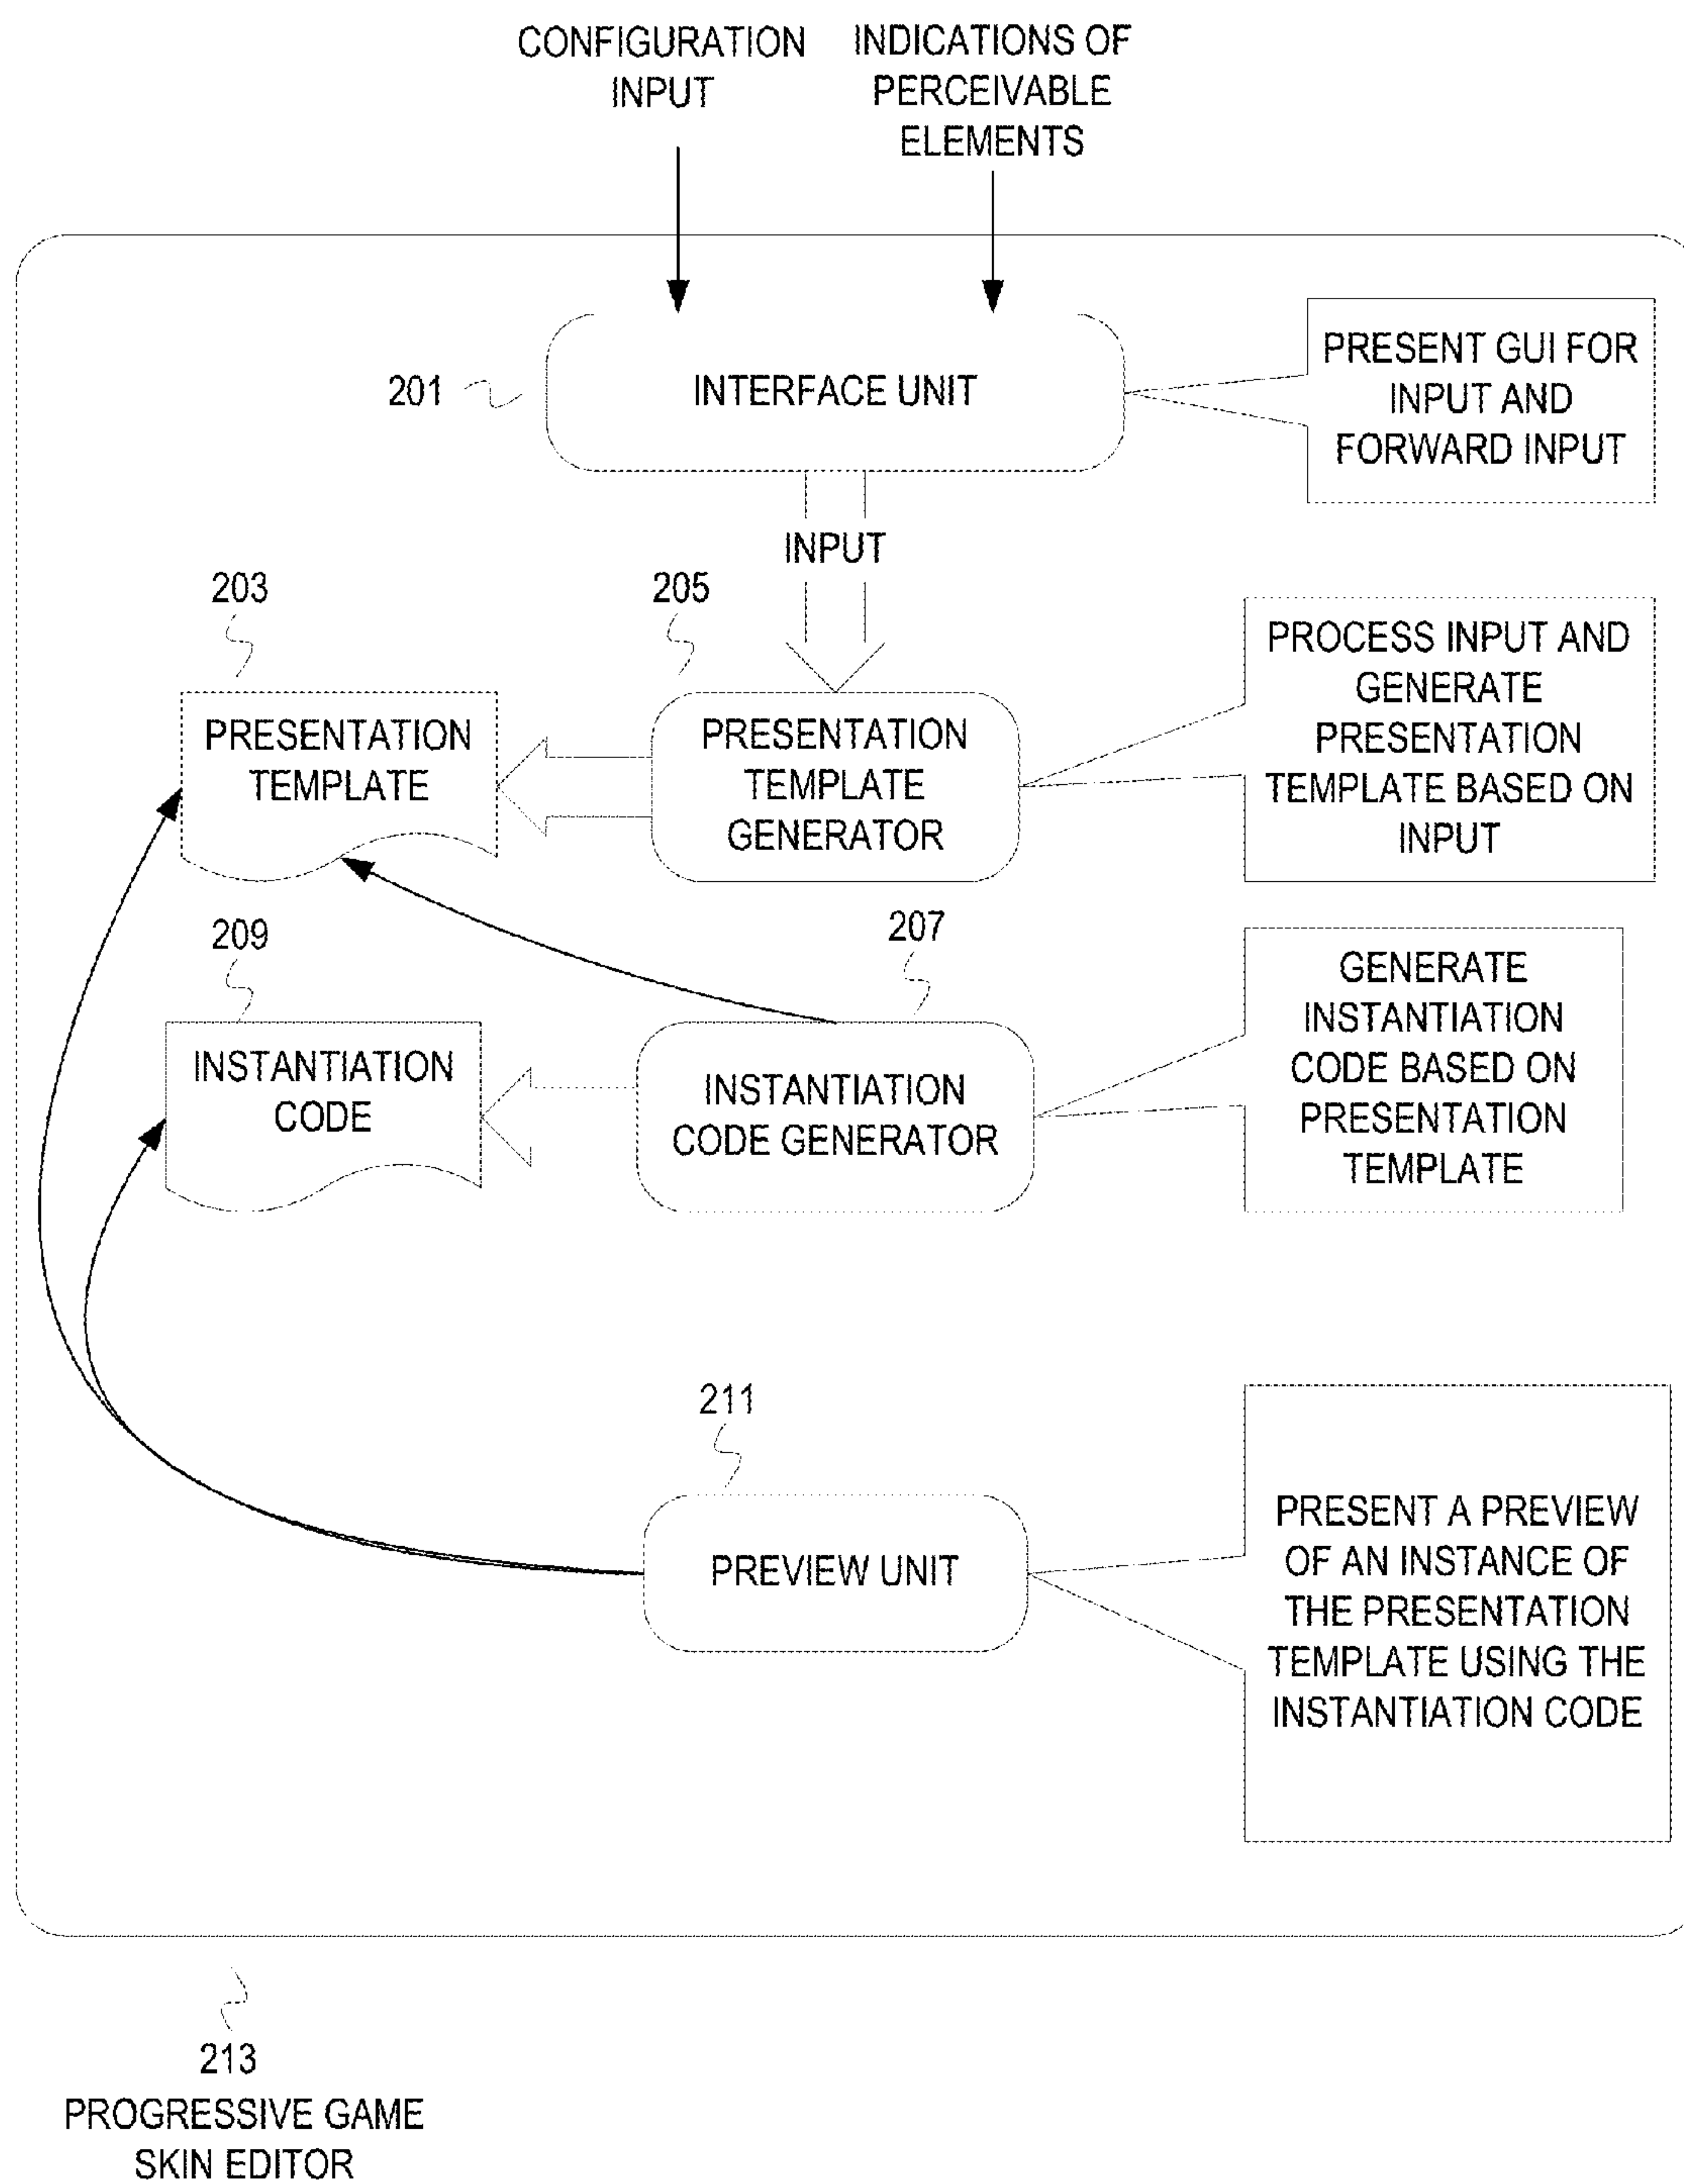 CONFIGURATION
INPUT
INDICATIONS OF
PERCEIVABLE
ELEMENTS
201
INTERFACE UNIT
PRESENT GUI FOR
INPUT AND
FORWARD INPUT
INPUT
203
PRESENTATION
TEMPLATE
205
PRESENTATION
TEMPLATE
GENERATOR
PROCESS INPUT AND
GENERATE
PRESENTATION
TEMPLATE BASED ON
INPUT
209
INSTANTIATION
CODE
207
INSTANTIATION
CODE GENERATOR
GENERATE
INSTANTIATION
CODE BASED ON
PRESENTATION
TEMPLATE
211
PREVIEW UNIT
PRESENT A PREVIEW
OF AN INSTANCE OF
THE PRESENTATION
TEMPLATE USING THE
INSTANTIATION CODE
213
PROGRESSIVE GAME
SKIN EDITOR